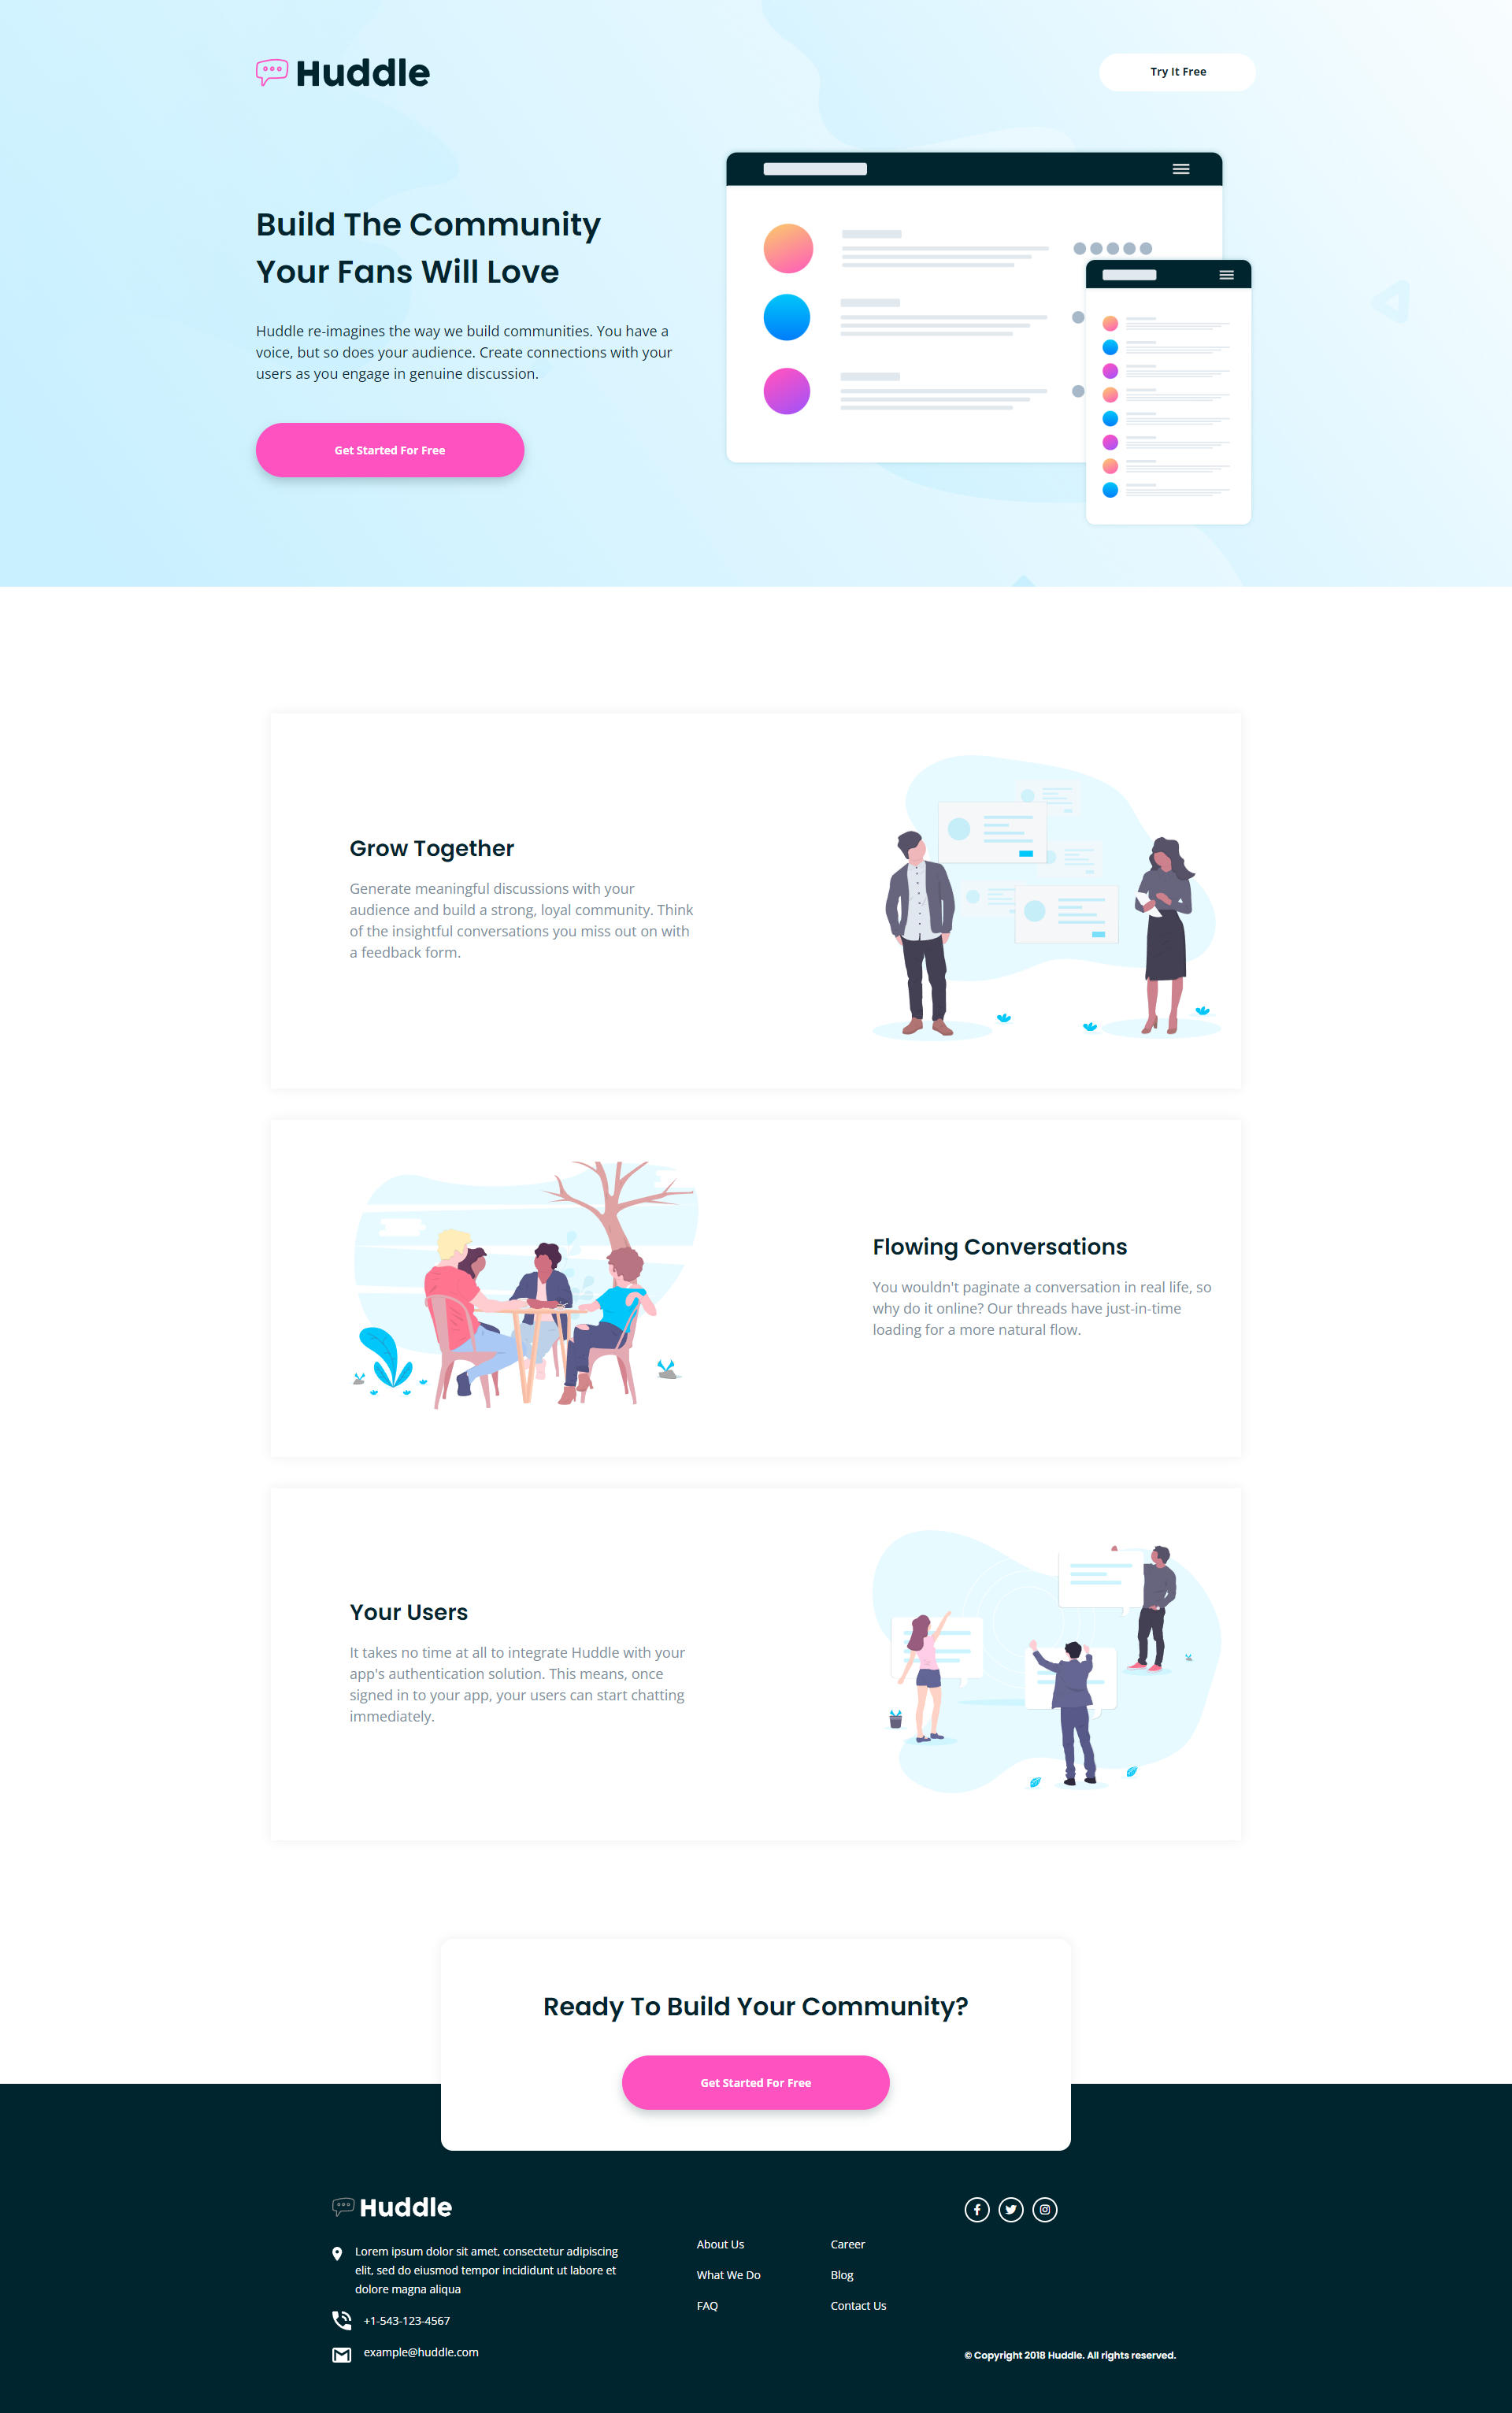 Huddle
Try It Free
Build The Community
Your Fans Will Love
Huddle re-imagines the way we build communities. You have a
voice, but so does your audience. Create connections with your
users as you engage in genuine discussion.
Get Started For Free
Grow Together
Generate meaningful discussions with your
audience and build a strong, loyal community. Think
of the insightful conversations you miss out on with
a feedback form.
Flowing Conversations
You wouldn't paginate a conversation in real life, so
why do it online? Our threads have just-in-time
loading for a more natural flow.
Your Users
It takes no time at all to integrate Huddle with your
app's authentication solution. This means, once
signed in to your app, your users can start chatting
immediately.
Ready To Build Your Community?
Get Started For Free
Huddle
Lorem ipsum dolor sit amet, consectetur adipiscing
elit, sed do eiusmod tempor incididunt ut labore et
dolore magna aliqua
+1-543-123-4567
example@huddle.com
About Us
What We Do
FAQ
Career
Blog
Contact Us
© Copyright 2018 Huddle. All rights reserved.